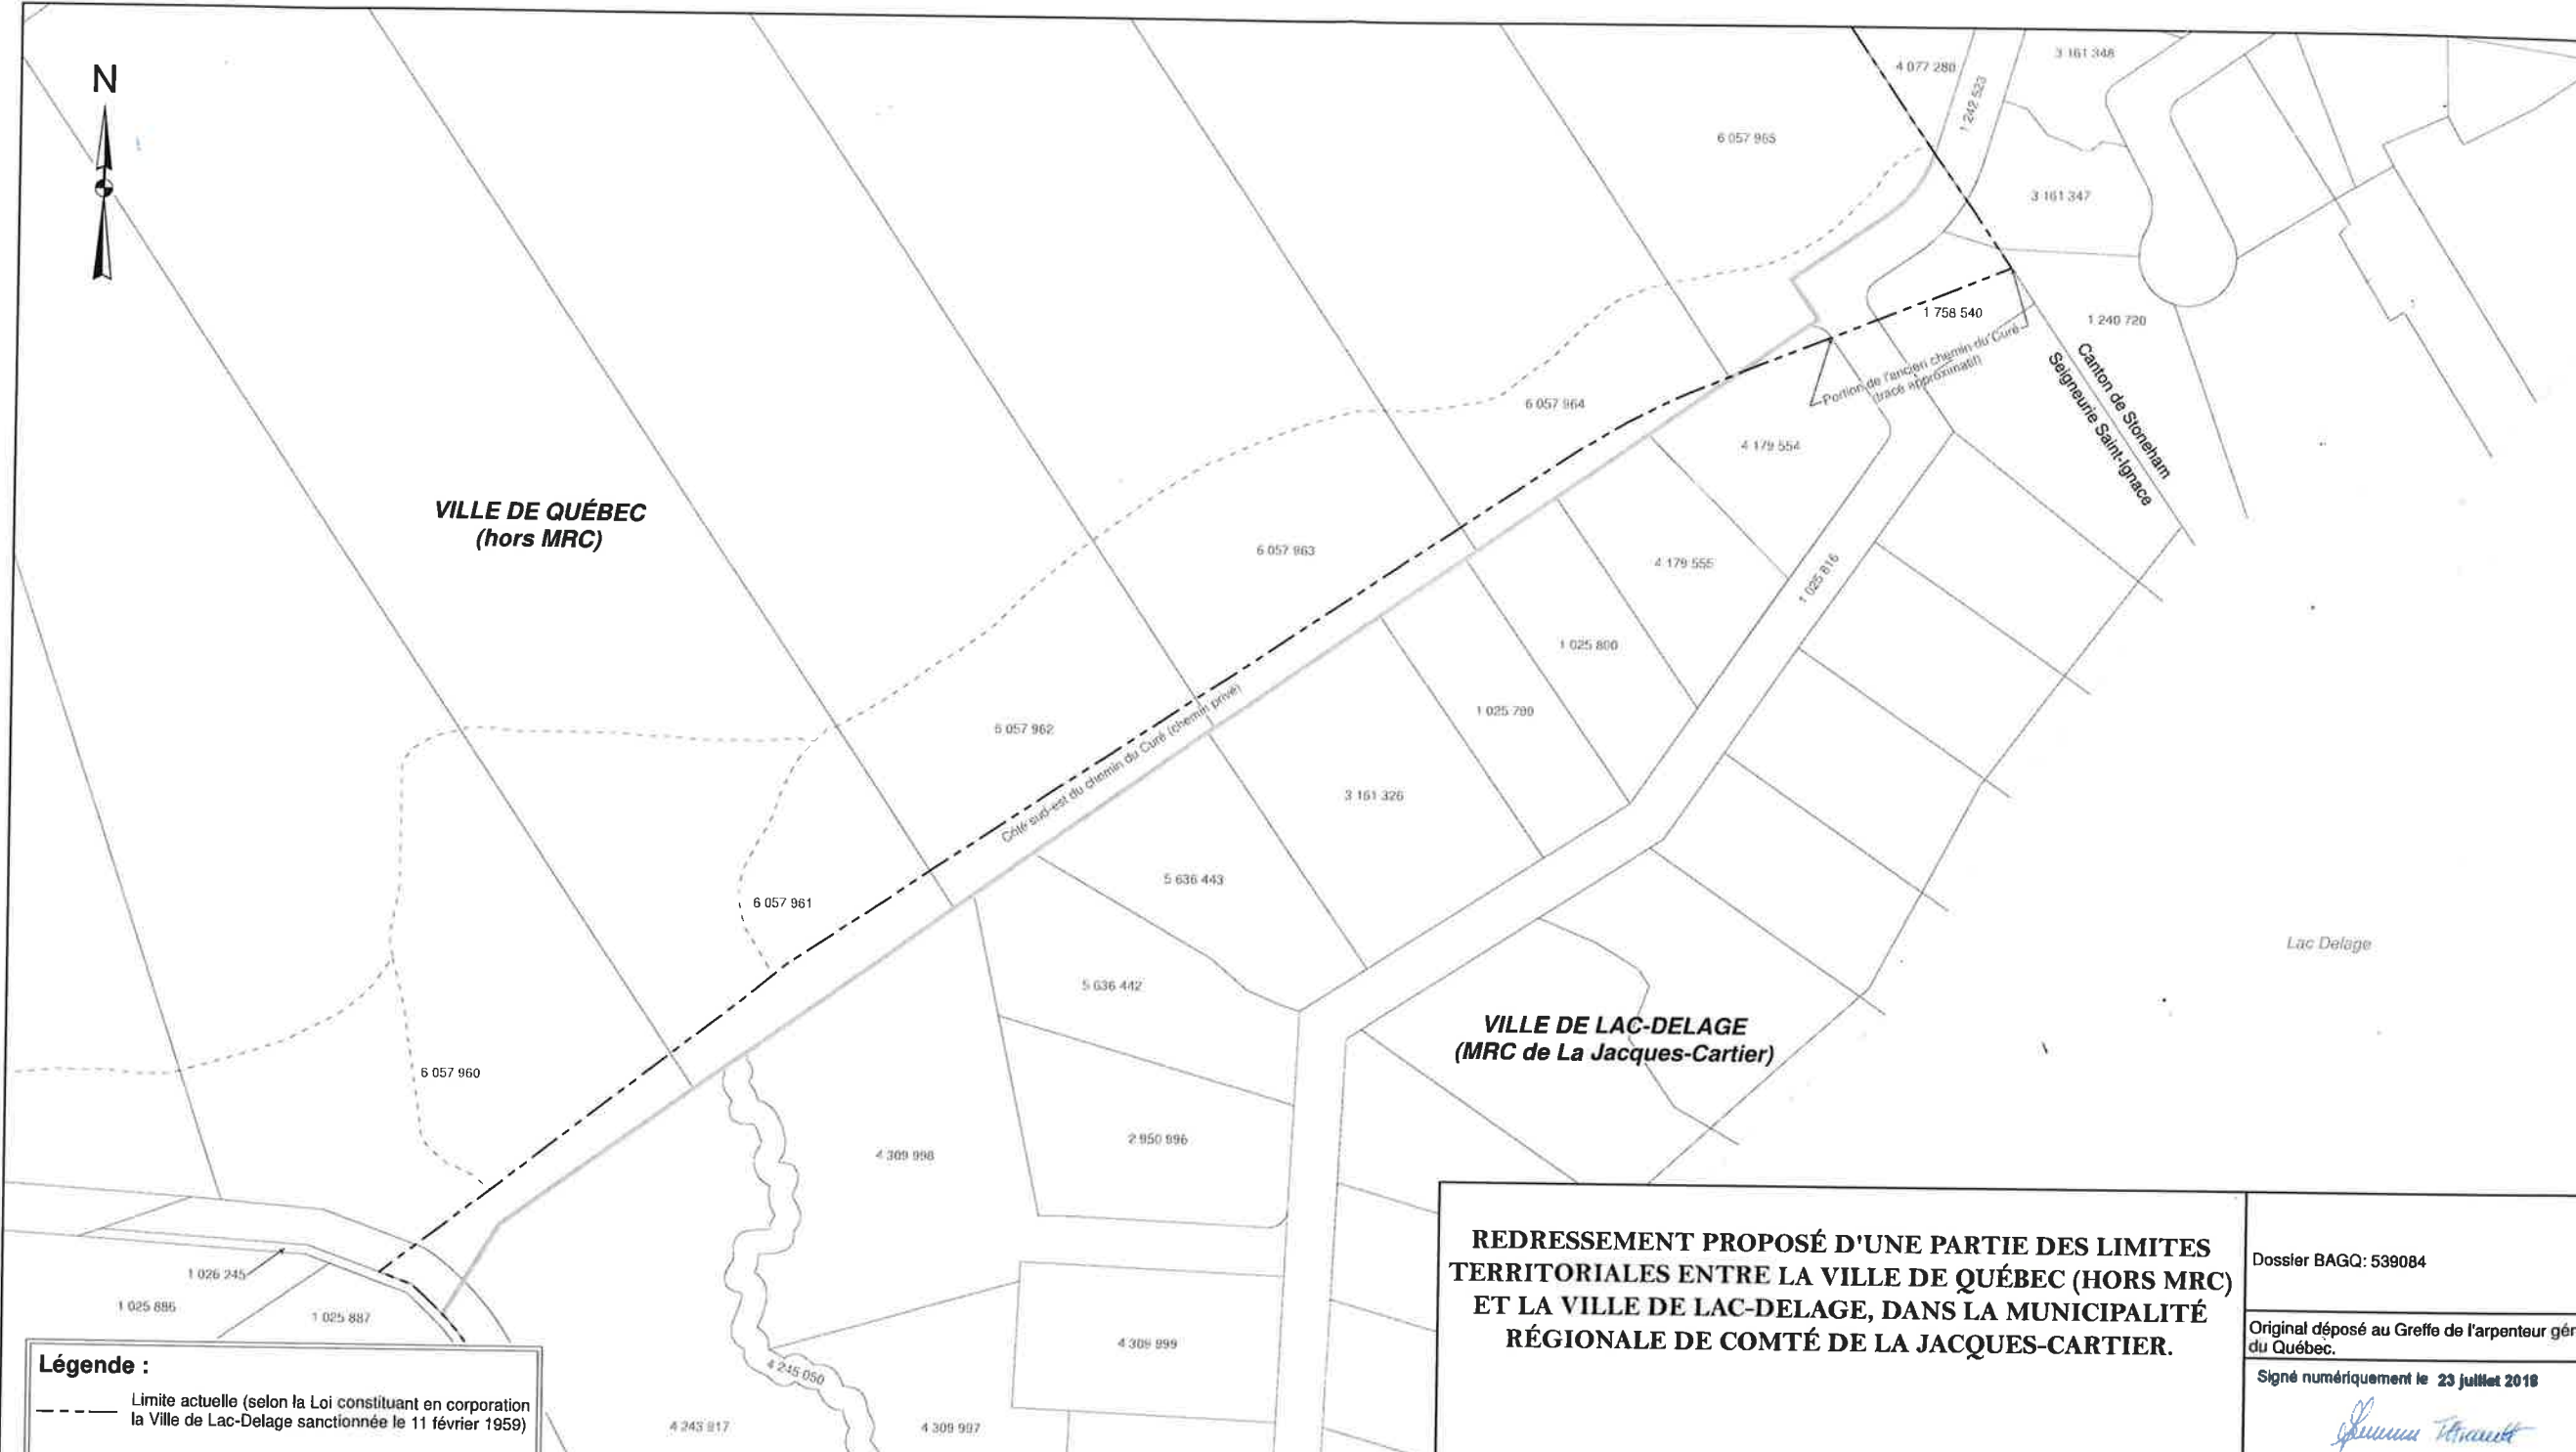 N
4 077 280
3 161 348
1 242 523
6 057 965
3 161 347
1 758 540
1 240 720
Portion de l'ancien chemin du Curé
(tracé approximatif)
Canton de Stoneham
Seigneurie Saint-Ignace
6 057 964
4 179 554
VILLE DE QUÉBEC
(hors MRC)
6 057 963
4 179 555
1 025 816
1 025 800
1 025 799
6 057 962
Côté sud-est du chemin du Curé (chemin privé)
3 161 326
5 636 443
6 057 961
Lac Delage
5 636 442
VILLE DE LAC-DELAGE
(MRC de La Jacques-Cartier)
6 057 960
2 950 996
4 309 998
REDRESSEMENT PROPOSÉ D'UNE PARTIE DES LIMITES
TERRITORIALES ENTRE LA VILLE DE QUÉBEC (HORS MRC)
ET LA VILLE DE LAC-DELAGE, DANS LA MUNICIPALITÉ
RÉGIONALE DE COMTÉ DE LA JACQUES-CARTIER.
Dossier BAGQ: 539084
Original déposé au Greffe de l'arpenteur gén
du Québec.
Signé numériquement le 23 juillet 2018
1 026 245
1 025 886
1 025 887
4 309 999
4 245 050
4 243 917
4 309 997
Légende :
Limite actuelle (selon la Loi constituant en corporation
la Ville de Lac-Delage sanctionnée le 11 février 1959)